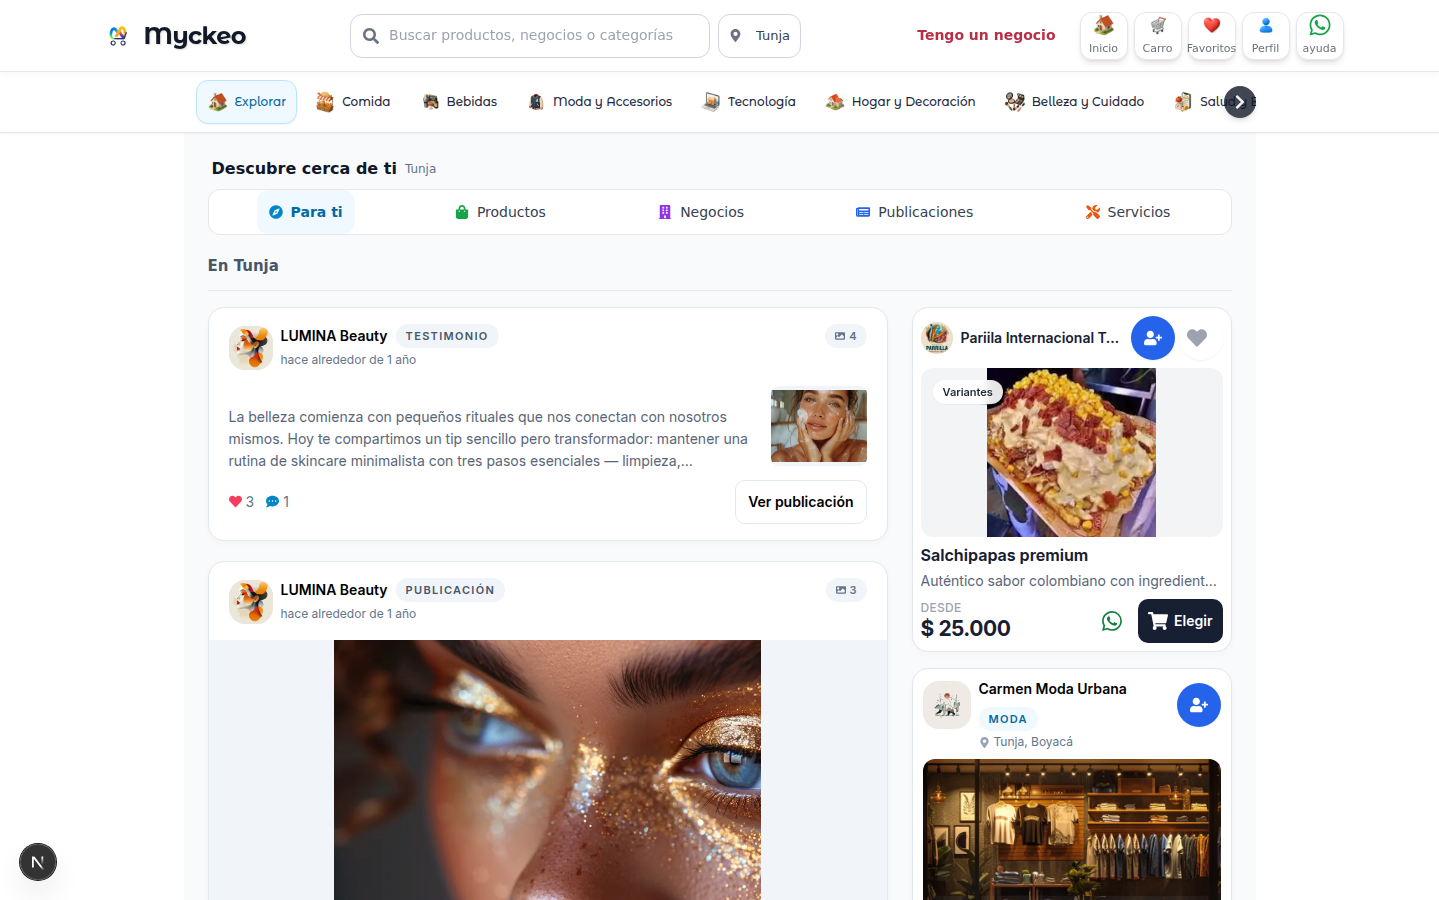 Myckeo
Buscar productos, negocios o categorías
Tunja
Tengo un negocio
Inicio
Carro
Favoritos
Perfil
ayuda
Explorar
Comida
Bebidas
Moda y Accesorios
Tecnología
Hogar y Decoración
Belleza y Cuidado
Salud y B
Descubre cerca de ti Tunja
Para ti
Productos
Negocios
Publicaciones
Servicios
En Tunja
LUMINA Beauty TESTIMONIO
4
hace alrededor de 1 año
La belleza comienza con pequeños rituales que nos conectan con nosotros
mismos. Hoy te compartimos un tip sencillo pero transformador: mantener una
rutina de skincare minimalista con tres pasos esenciales — limpieza,...
3 1
Ver publicación
LUMINA Beauty PUBLICACIÓN
3
hace alrededor de 1 año
Pariila Internacional T...
PARRILLA
Variantes
Salchipapas premium
Auténtico sabor colombiano con ingredient...
DESDE
$ 25.000
Elegir
Carmen Moda Urbana
MODA
Tunja, Boyacá
N